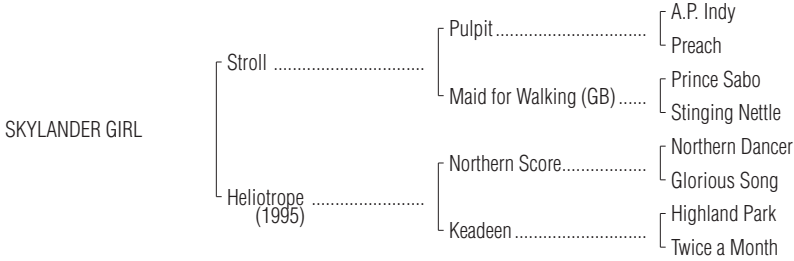 A.P. Indy
Pulpit................................
Preach
Stroll ................................
Prince Sabo
Maid for Walking (GB) ......
Stinging Nettle
SKYLANDER GIRL
Northern Dancer
Northern Score..................
Glorious Song
Heliotrope ........................
(1995)
Highland Park
Keadeen ............................
Twice a Month